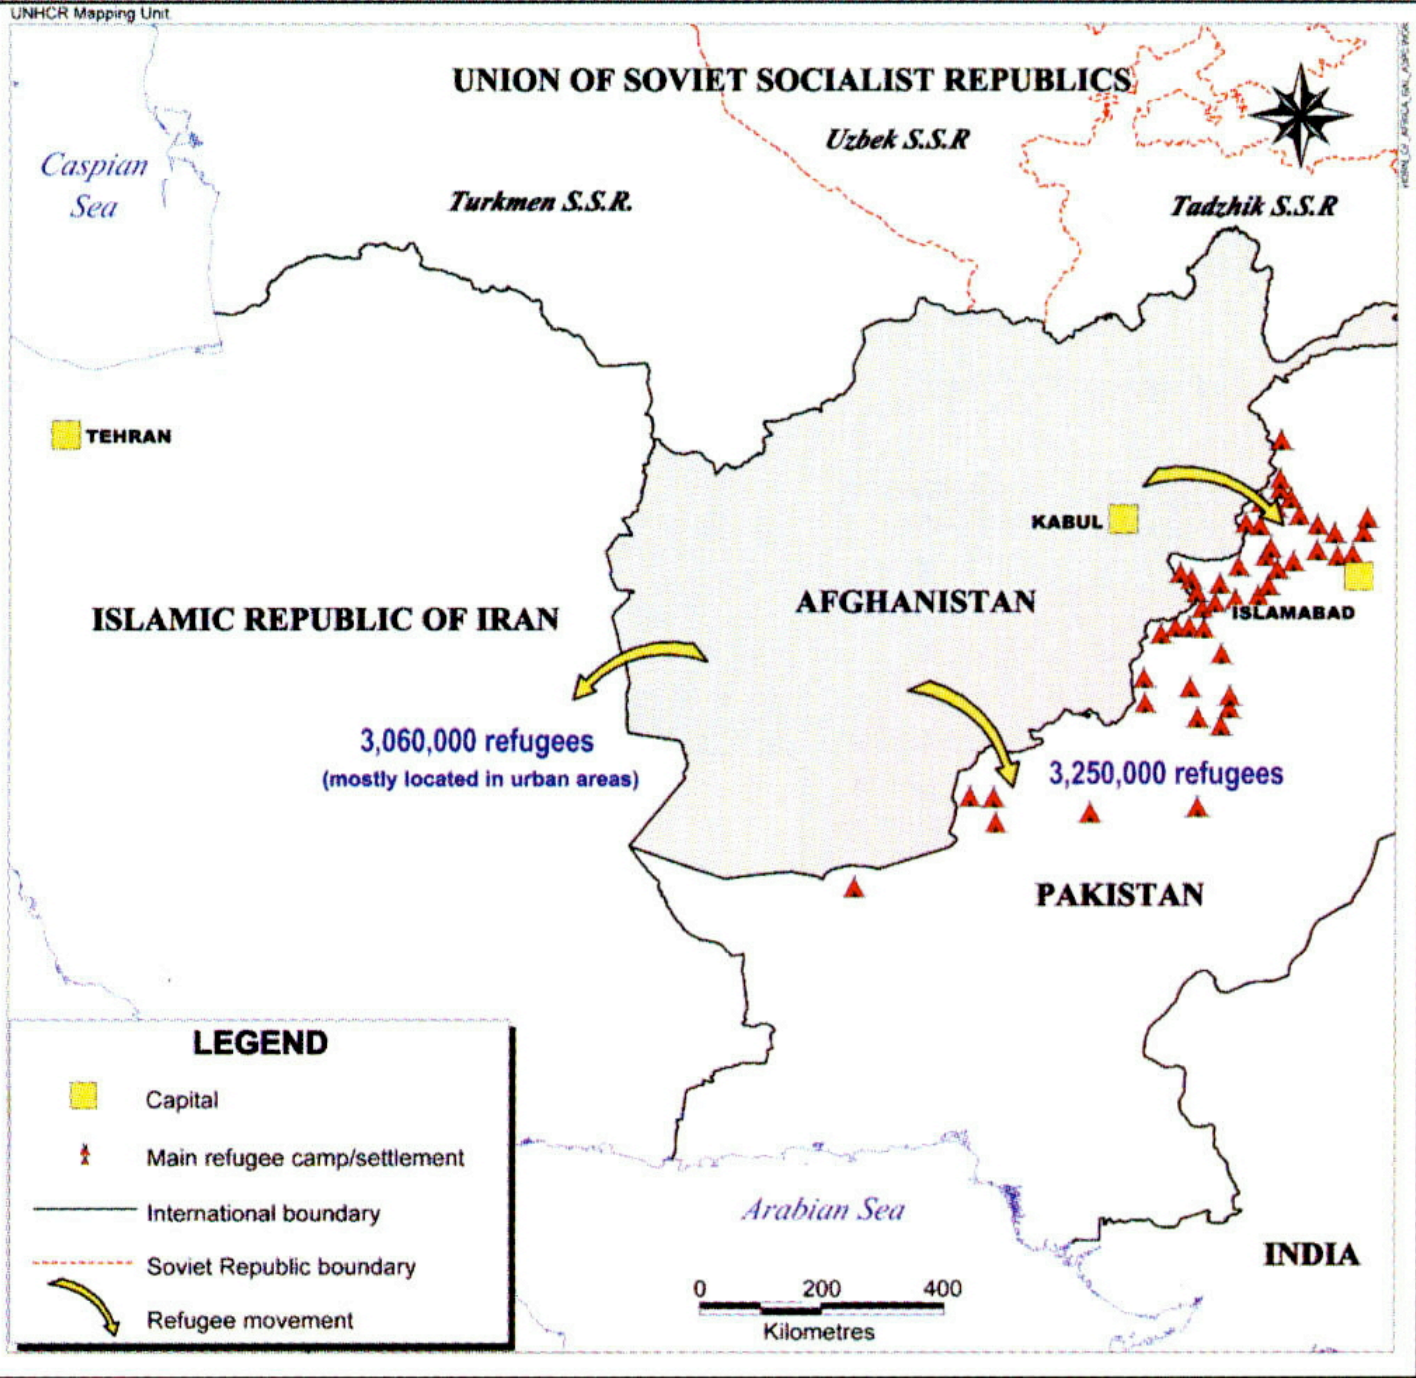 UNHCR Mapping Unit
UNION OF SOVIET SOCIALIST REPUBLICS
Uzbek S.S.R
Caspian
Sea
Turkmen S.S.R.
Tadzhik S.S.R
TEHRAN
KABUL
AFGHANISTAN
ISLAMABAD
ISLAMIC REPUBLIC OF IRAN
3,060,000 refugees
(mostly located in urban areas)
3,250,000 refugees
PAKISTAN
LEGEND
Capital
Main refugee camp/settlement
International boundary
Soviet Republic boundary
Refugee movement
Arabian Sea
INDIA
0 200 400
Kilometres